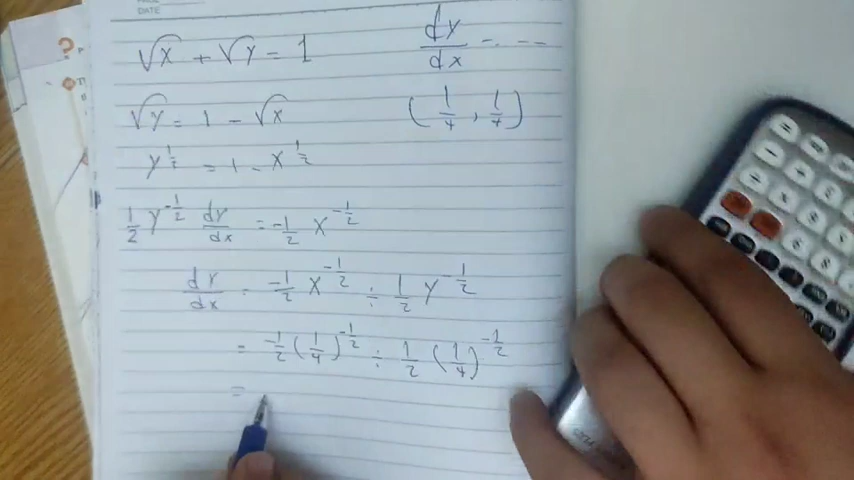 DATE
√x + √y = 1
dy/dx -. --
√y = 1 - √x
(1/4 , 1/4)
y^1/2 = 1 - x^1/2
1/2 y^-1/2 dy/dx = -1/2 x^-1/2
dy/dx = -1/2 x^-1/2 ÷ 1/2 y^-1/2
= -1/2 (1/4)^-1/2 ÷ 1/2 (1/4)^-1/2
=